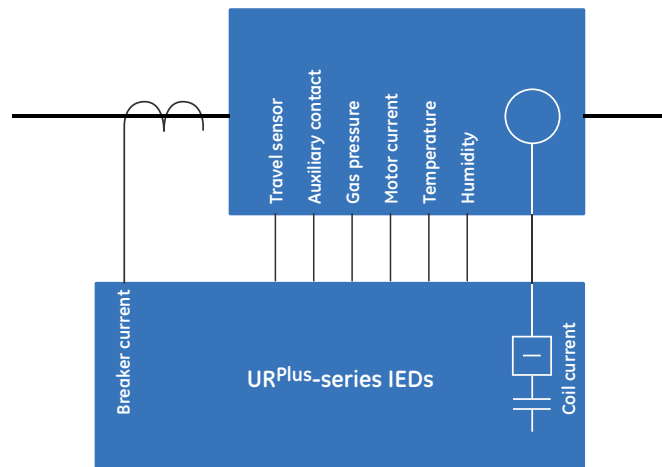 Travel sensor
Auxiliary contact
Gas pressure
Motor current
Temperature
Humidity
Breaker current
URPlus-series IEDs
Coil current